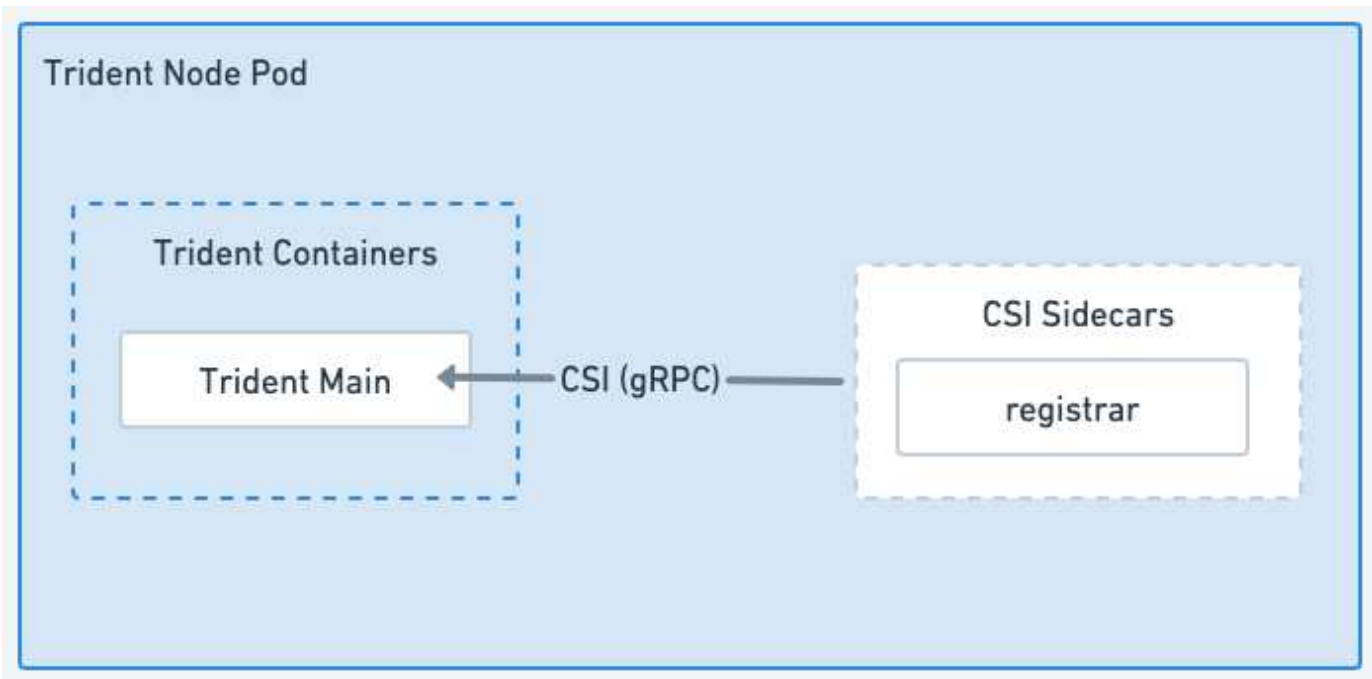 Trident Node Pod
Trident Containers
Trident Main
CSI (gRPC)
CSI Sidecars
registrar